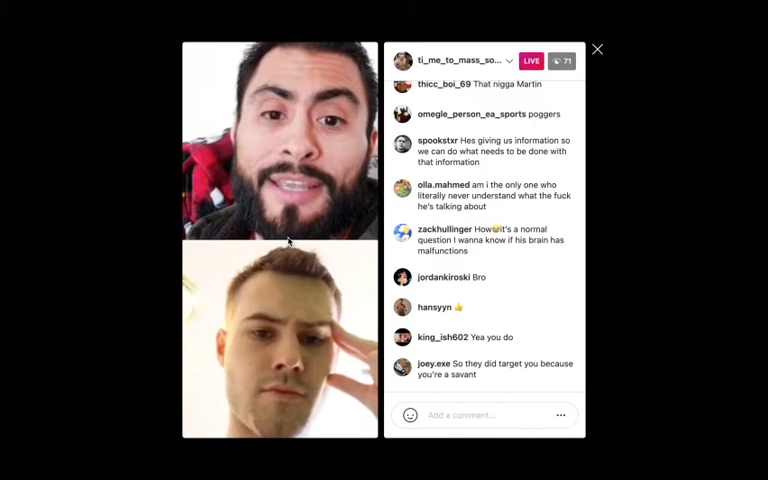 ti_me_to_mass_so... LIVE 71
thicc_boi_69 That nigga Martin
omegle_person_ea_sports poggers
spookstxr Hes giving us information so
we can do what needs to be done with
that information
olla.mahmed am i the only one who
literally never understand what the fuck
he's talking about
zackhullinger How😂it's a normal
question I wanna know if his brain has
malfunctions
jordankiroski Bro
hansyyn 👍
king_ish602 Yea you do
joey.exe So they did target you because
you're a savant
Add a comment...